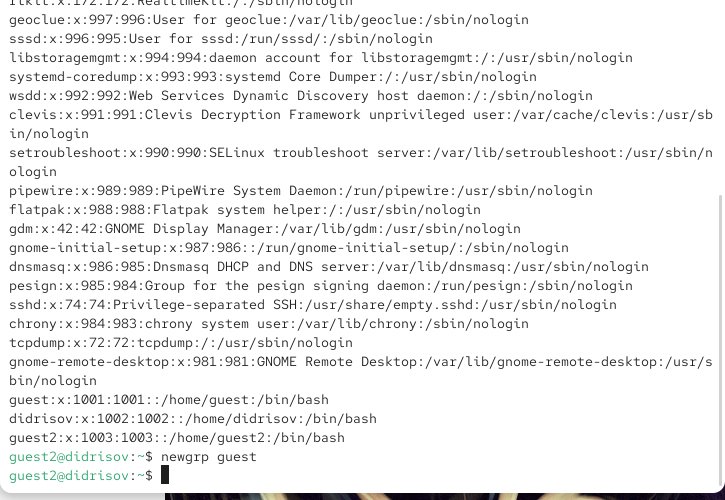 geoclue:x:997:996:User for geoclue:/var/lib/geoclue:/sbin/nologin
sssd:x:996:995:User for sssd:/run/sssd/:/sbin/nologin
libstoragemgmt:x:994:994:daemon account for libstoragemgmt:/:/usr/sbin/nologin
systemd-coredump:x:993:993:systemd Core Dumper:/:/usr/sbin/nologin
wsdd:x:992:992:Web Services Dynamic Discovery host daemon:/:/sbin/nologin
clevis:x:991:991:Clevis Decryption Framework unprivileged user:/var/cache/clevis:/usr/sb
in/nologin
setroubleshoot:x:990:990:SELinux troubleshoot server:/var/lib/setroubleshoot:/usr/sbin/n
ologin
pipewire:x:989:989:PipeWire System Daemon:/run/pipewire:/usr/sbin/nologin
flatpak:x:988:988:Flatpak system helper:/:/usr/sbin/nologin
gdm:x:42:42:GNOME Display Manager:/var/lib/gdm:/usr/sbin/nologin
gnome-initial-setup:x:987:986::/run/gnome-initial-setup/:/sbin/nologin
dnsmasq:x:986:985:Dnsmasq DHCP and DNS server:/var/lib/dnsmasq:/usr/sbin/nologin
pesign:x:985:984:Group for the pesign signing daemon:/run/pesign:/sbin/nologin
sshd:x:74:74:Privilege-separated SSH:/usr/share/empty.sshd:/usr/sbin/nologin
chrony:x:984:983:chrony system user:/var/lib/chrony:/sbin/nologin
tcpdump:x:72:72:tcpdump:/:/usr/sbin/nologin
gnome-remote-desktop:x:981:981:GNOME Remote Desktop:/var/lib/gnome-remote-desktop:/usr/s
bin/nologin
guest:x:1001:1001::/home/guest:/bin/bash
didrisov:x:1002:1002::/home/didrisov:/bin/bash
guest2:x:1003:1003::/home/guest2:/bin/bash
guest2@didrisov:~$ newgrp guest
guest2@didrisov:~$